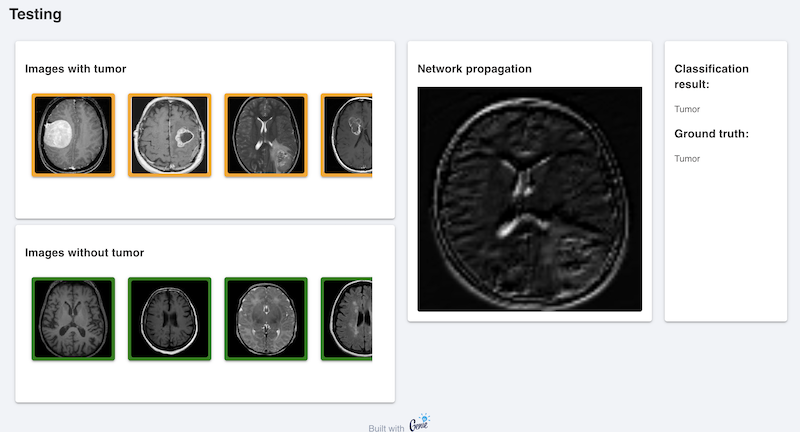 Testing
Images with tumor
Images without tumor
Network propagation
Classification
result:
Tumor
Ground truth:
Tumor
Built with Genie